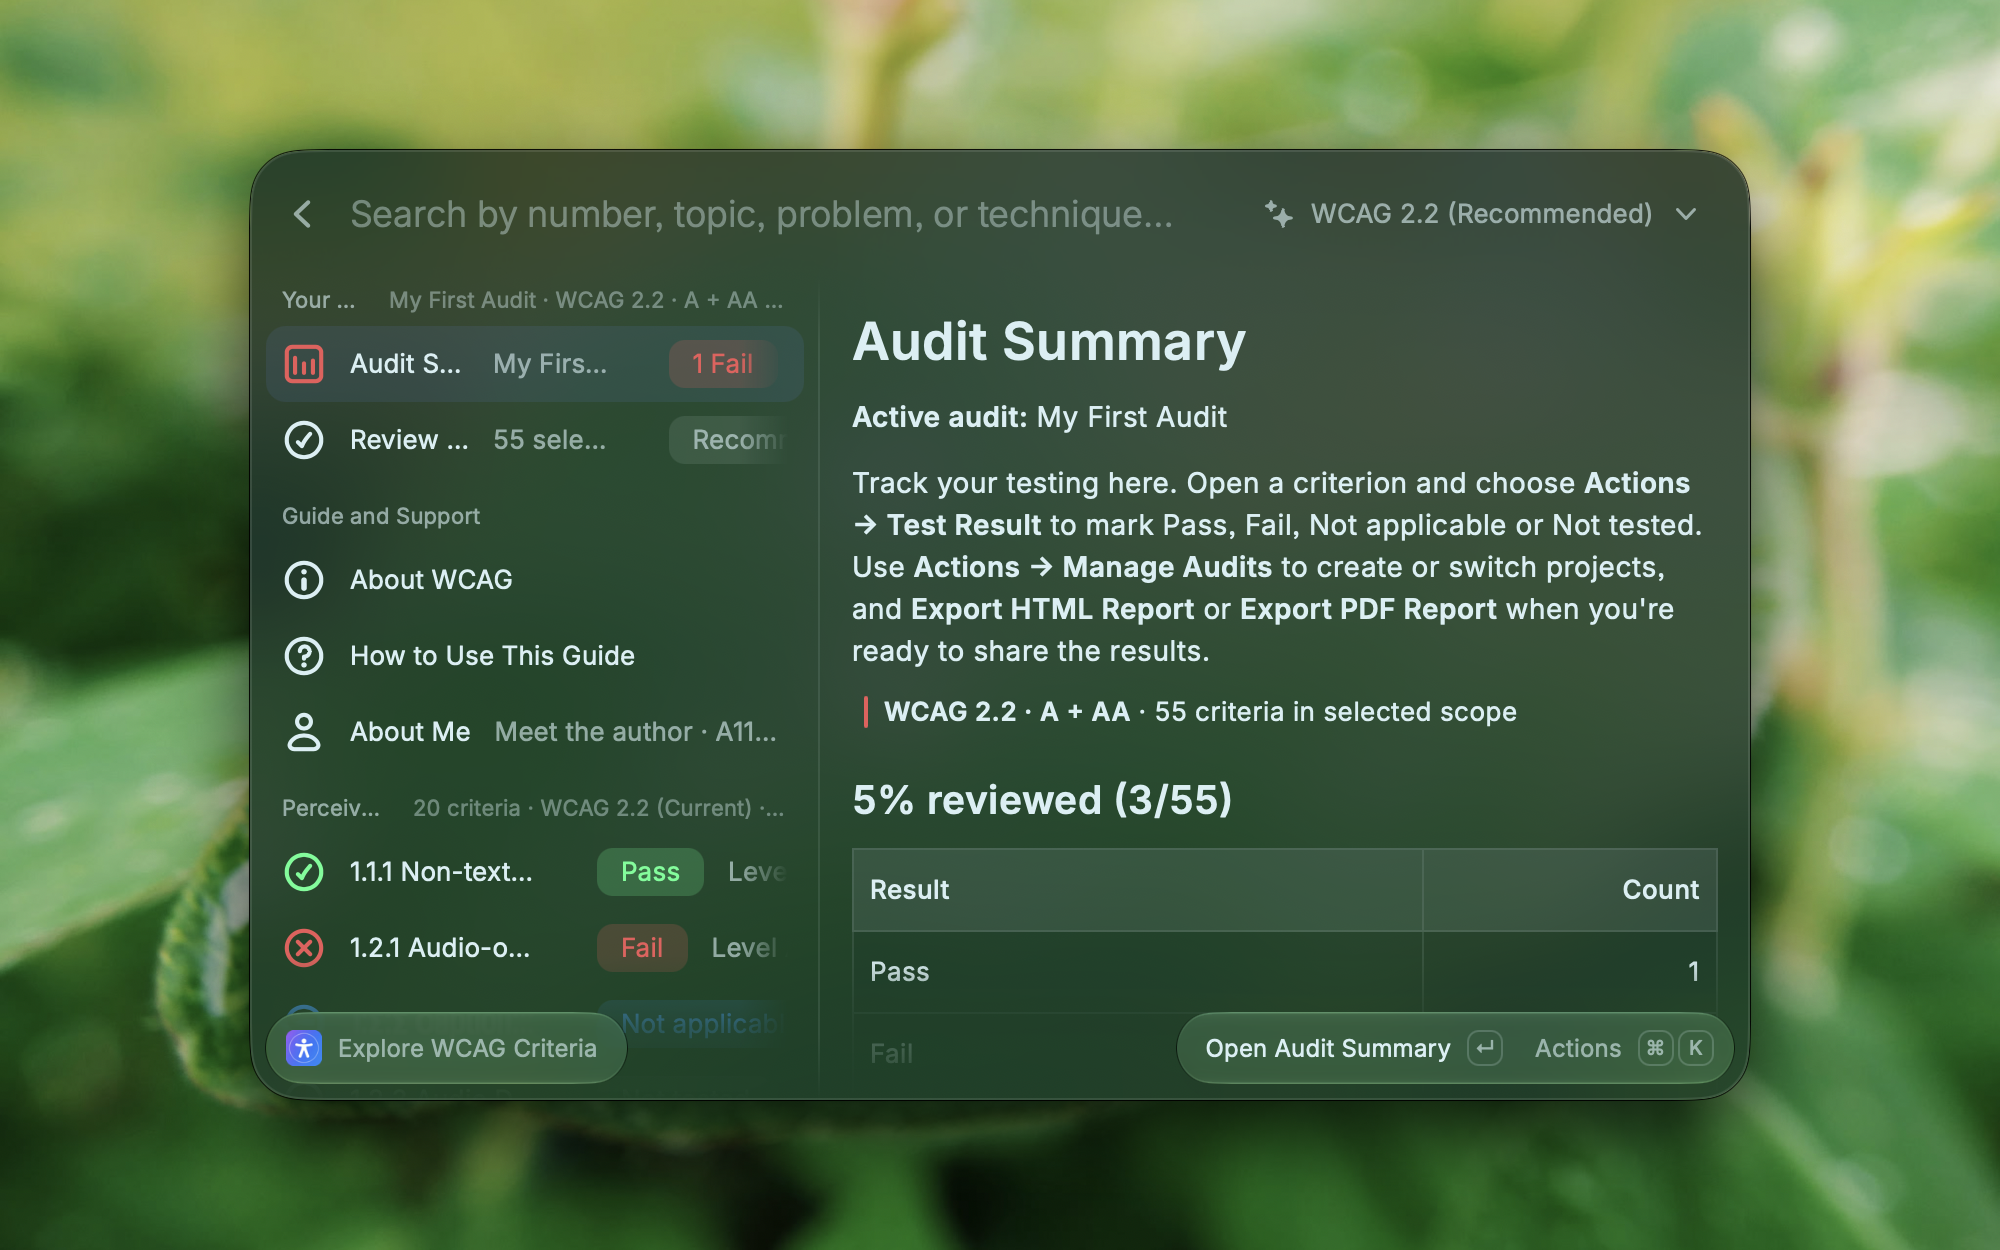 Search by number, topic, problem, or technique...
WCAG 2.2 (Recommended)
Your ... My First Audit · WCAG 2.2 · A + AA ...
Audit S... My Firs... 1 Fail
Review ... 55 sele... Recom
Guide and Support
About WCAG
How to Use This Guide
About Me Meet the author · A11...
Perceiv... 20 criteria · WCAG 2.2 (Current) ·...
1.1.1 Non-text... Pass Leve
1.2.1 Audio-o... Fail Level
Not applicab
Explore WCAG Criteria
Audit Summary
Active audit: My First Audit
Track your testing here. Open a criterion and choose Actions
→ Test Result to mark Pass, Fail, Not applicable or Not tested.
Use Actions → Manage Audits to create or switch projects,
and Export HTML Report or Export PDF Report when you're
ready to share the results.
WCAG 2.2 · A + AA · 55 criteria in selected scope
5% reviewed (3/55)
Result Count
Pass 1
Fail
Open Audit Summary ↵ Actions ⌘ K